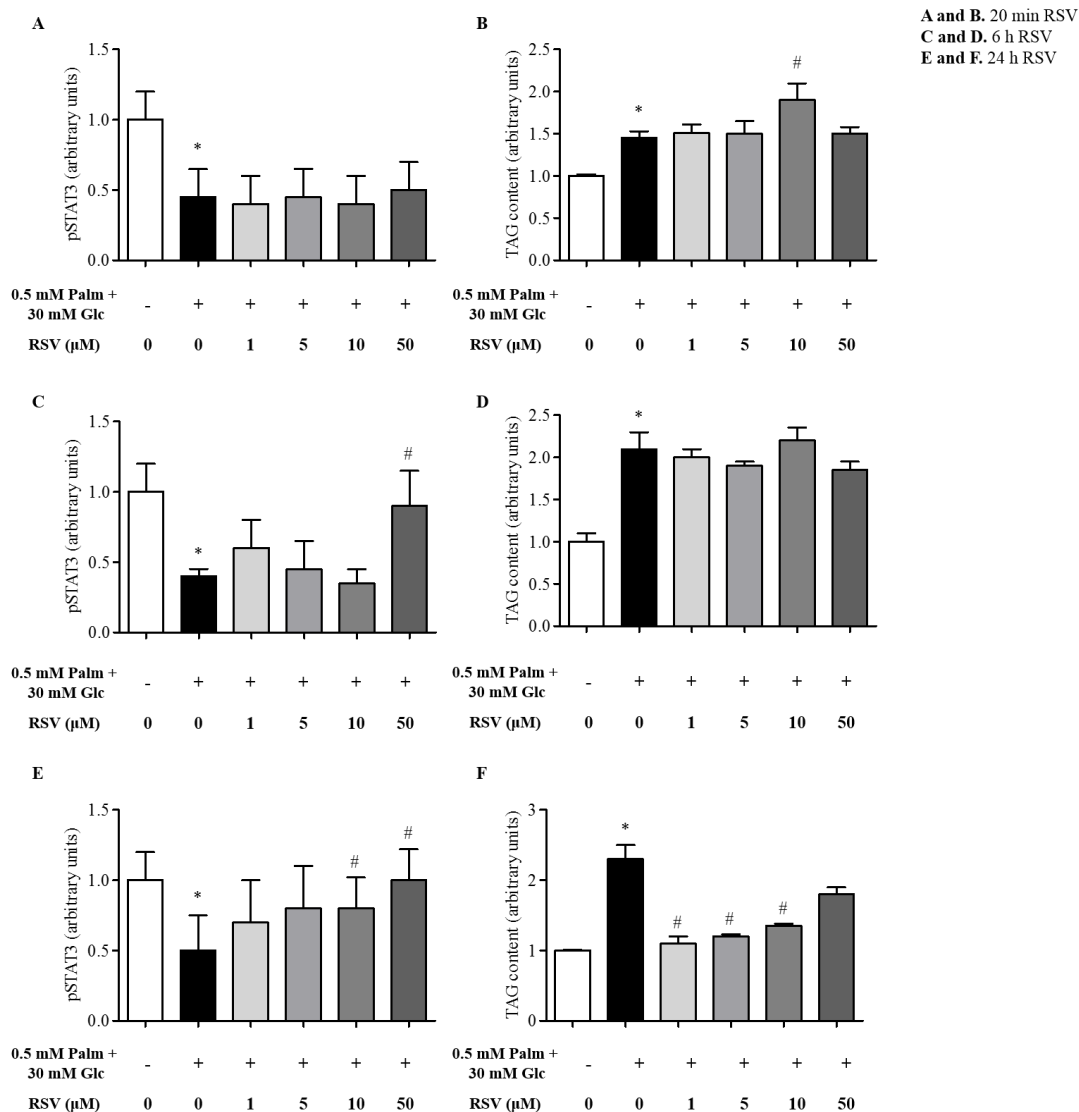 A and B. 20 min RSV
C and D. 6 h RSV
E and F. 24 h RSV
A
pSTAT3 (arbitrary units)
1.5
1.0
0.5
0.0
*
0.5 mM Palm +
30 mM Glc
- + + + + +
RSV (μM) 0 0 1 5 10 50
B
TAG content (arbitrary units)
2.5
2.0
1.5
1.0
0.5
0.0
* #
0.5 mM Palm +
30 mM Glc
- + + + + +
RSV (μM) 0 0 1 5 10 50
C
pSTAT3 (arbitrary units)
1.5
1.0
0.5
0.0
* #
0.5 mM Palm +
30 mM Glc
- + + + + +
RSV (μM) 0 0 1 5 10 50
D
TAG content (arbitrary units)
2.5
2.0
1.5
1.0
0.5
0.0
*
0.5 mM Palm +
30 mM Glc
- + + + + +
RSV (μM) 0 0 1 5 10 50
E
pSTAT3 (arbitrary units)
1.5
1.0
0.5
0.0
* # #
0.5 mM Palm +
30 mM Glc
- + + + + +
RSV (μM) 0 0 1 5 10 50
F
TAG content (arbitrary units)
3
2
1
0
* # # #
0.5 mM Palm +
30 mM Glc
- + + + + +
RSV (μM) 0 0 1 5 10 50